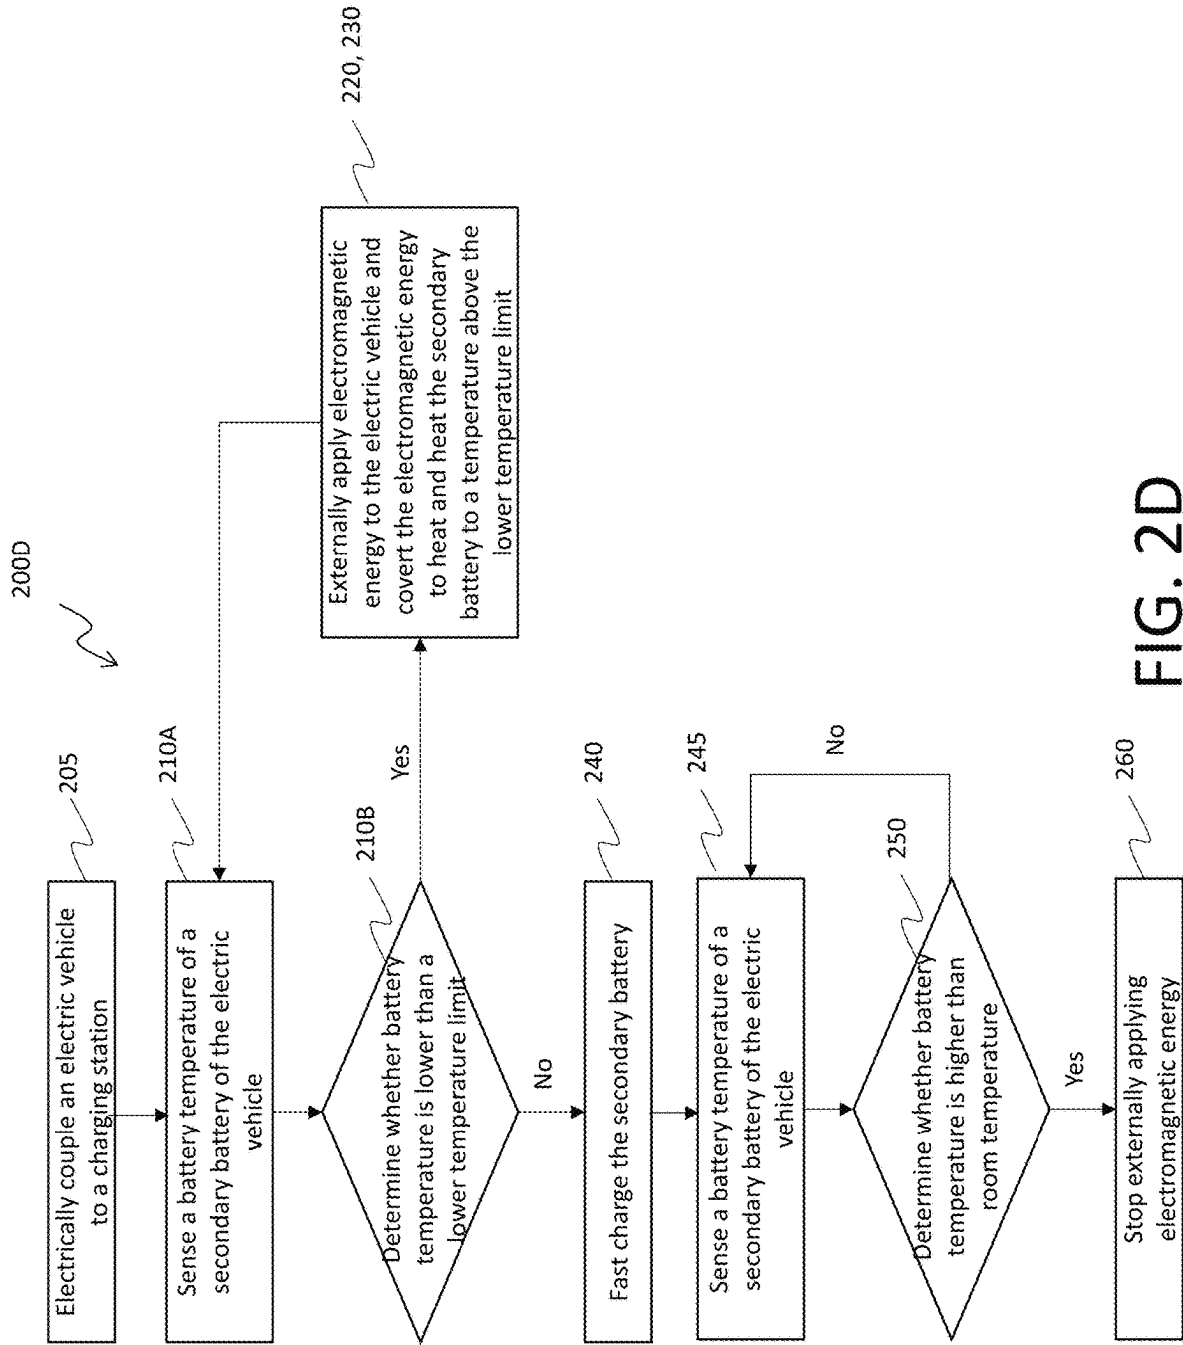 200D
Electrically couple an electric vehicle
to a charging station
205
Sense a battery temperature of a
secondary battery of the electric
vehicle
210A
Determine whether battery
temperature is lower than a
lower temperature limit
210B
Yes
Externally apply electromagnetic
energy to the electric vehicle and
covert the electromagnetic energy
to heat and heat the secondary
battery to a temperature above the
lower temperature limit
220, 230
No
Fast charge the secondary battery
240
Sense a battery temperature of a
secondary battery of the electric
vehicle
245
Determine whether battery
temperature is higher than
room temperature
250
No
Yes
Stop externally applying
electromagnetic energy
260
FIG. 2D